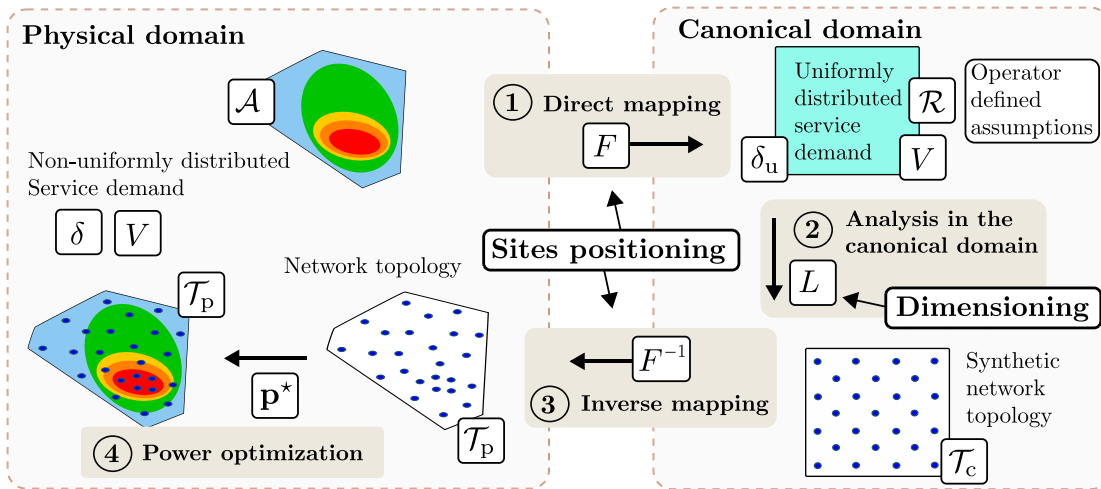 Physical domain
𝒜
Non-uniformly distributed
Service demand
δ
V
𝒯p
Network topology
p⋆
𝒯p
4 Power optimization
1 Direct mapping
F
Sites positioning
F⁻¹
3 Inverse mapping
Canonical domain
Uniformly
distributed
service
demand
δu
ℛ
V
Operator
defined
assumptions
2 Analysis in the
canonical domain
L
Dimensioning
Synthetic
network
topology
𝒯c